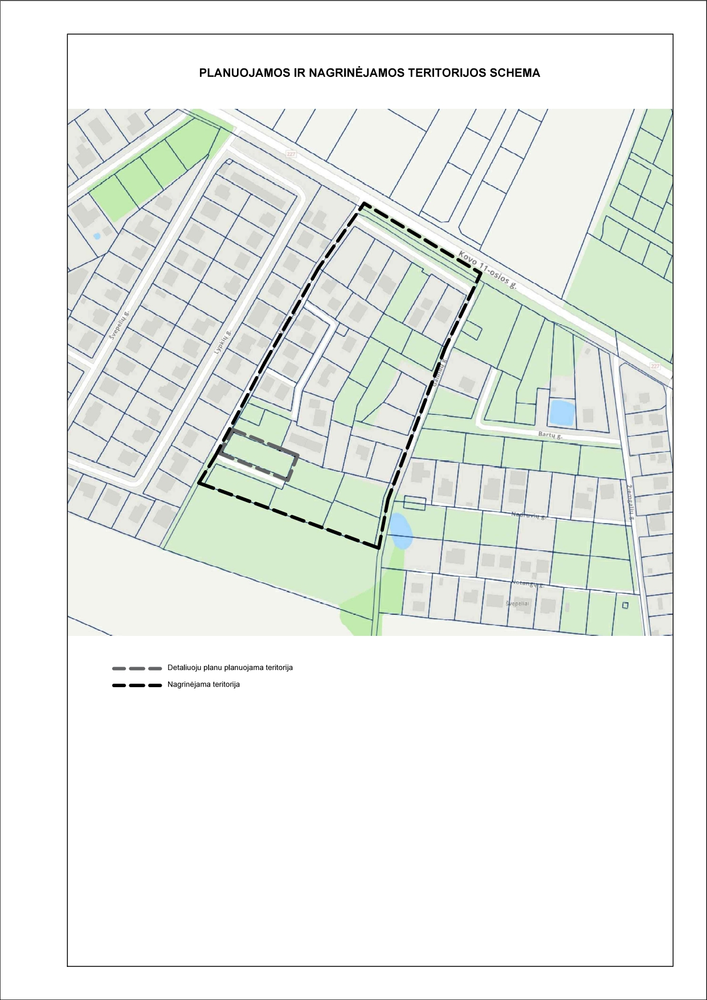 PLANUOJAMOS IR NAGRINĖJAMOS TERITORIJOS SCHEMA
227
Kovo 11-osios g.
Švepelių g.
Lypkių g.
Galindų g.
227
Bartų g.
Žiemgalių g.
Nadruvių g.
Notangų g.
Švepeliai
Detaliuoju planu planuojama teritorija
Nagrinėjama teritorija